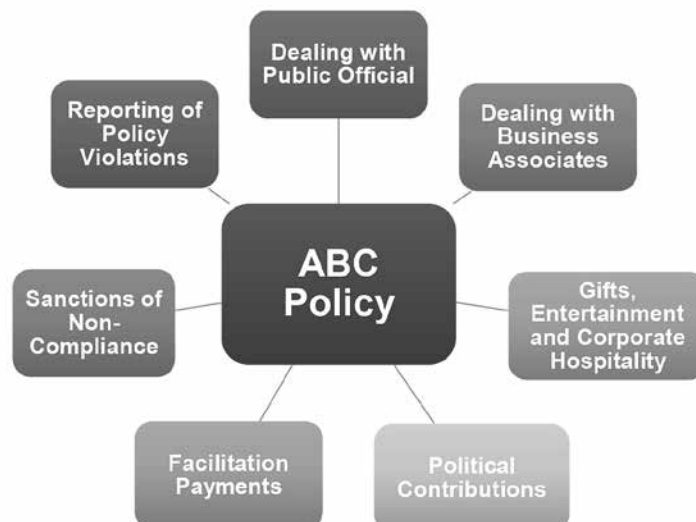 Dealing with
Public Official
Reporting of
Policy
Violations
Dealing with
Business
Associates
ABC
Policy
Sanctions of
Non-
Compliance
Gifts,
Entertainment
and Corporate
Hospitality
Facilitation
Payments
Political
Contributions